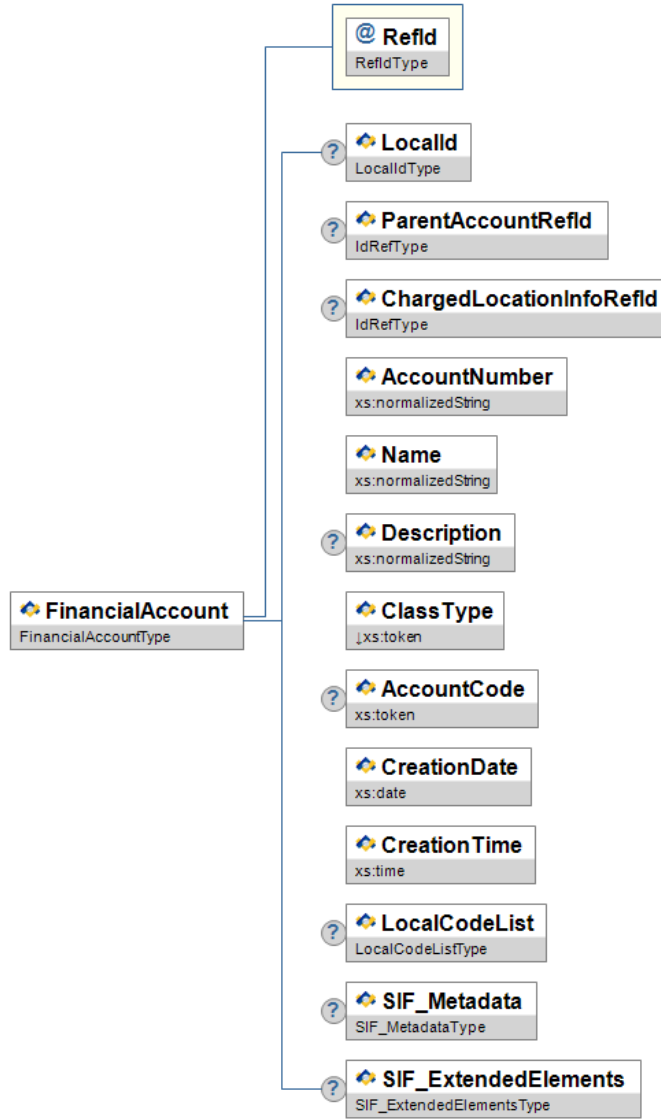 @ RefId
RefIdType
? LocalId
LocalIdType
? ParentAccountRefId
IdRefType
? ChargedLocationInfoRefId
IdRefType
AccountNumber
xs:normalizedString
Name
xs:normalizedString
? Description
xs:normalizedString
FinancialAccount
FinancialAccountType
ClassType
↓xs:token
? AccountCode
xs:token
CreationDate
xs:date
CreationTime
xs:time
? LocalCodeList
LocalCodeListType
? SIF_Metadata
SIF_MetadataType
? SIF_ExtendedElements
SIF_ExtendedElementsType